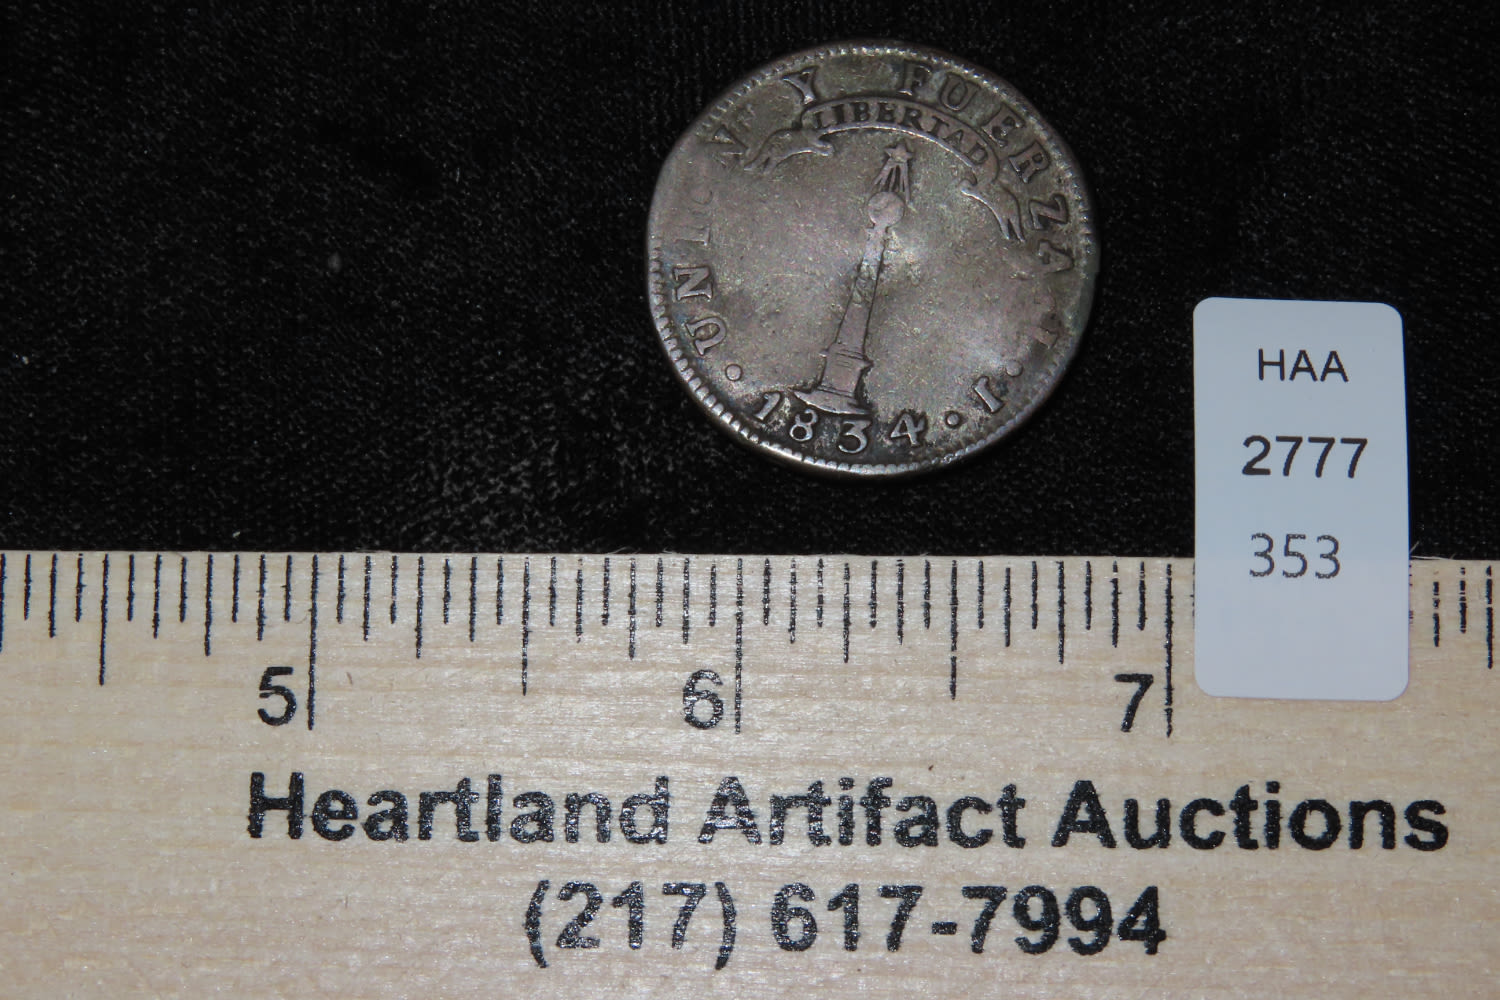 UNION Y FUERZA
LIBERTAD
· 1834 · I ·
HAA
2777
353
5 6 7
Heartland Artifact Auctions
(217) 617-7994